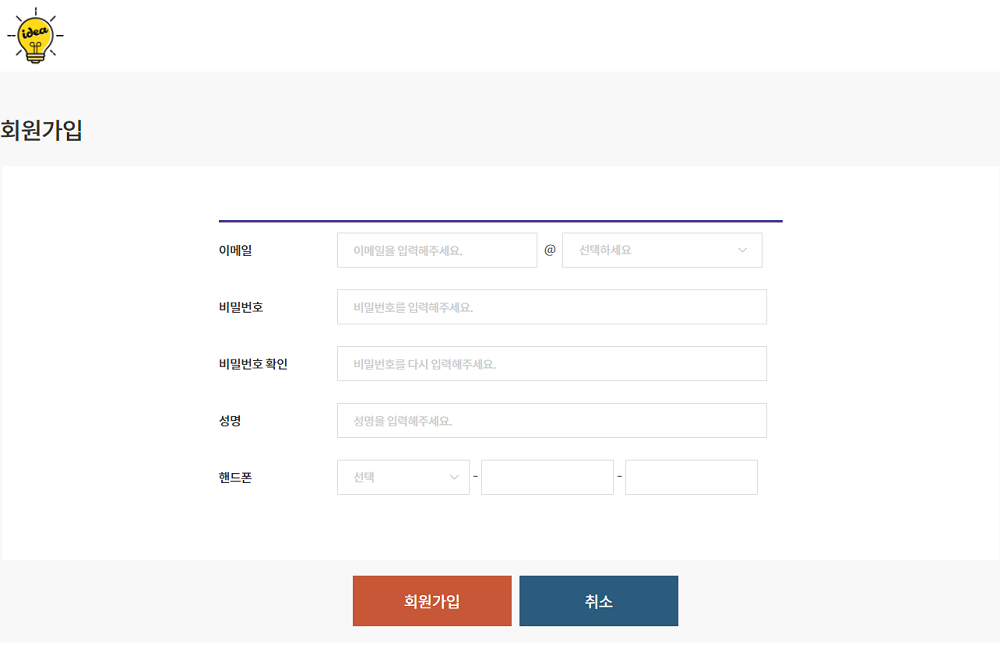 idea
회원가입
이메일 이메일을 입력해주세요. @ 선택하세요
비밀번호 비밀번호를 입력해주세요.
비밀번호 확인 비밀번호를 다시 입력해주세요.
성명 성명을 입력해주세요.
핸드폰 선택 - -
회원가입 취소